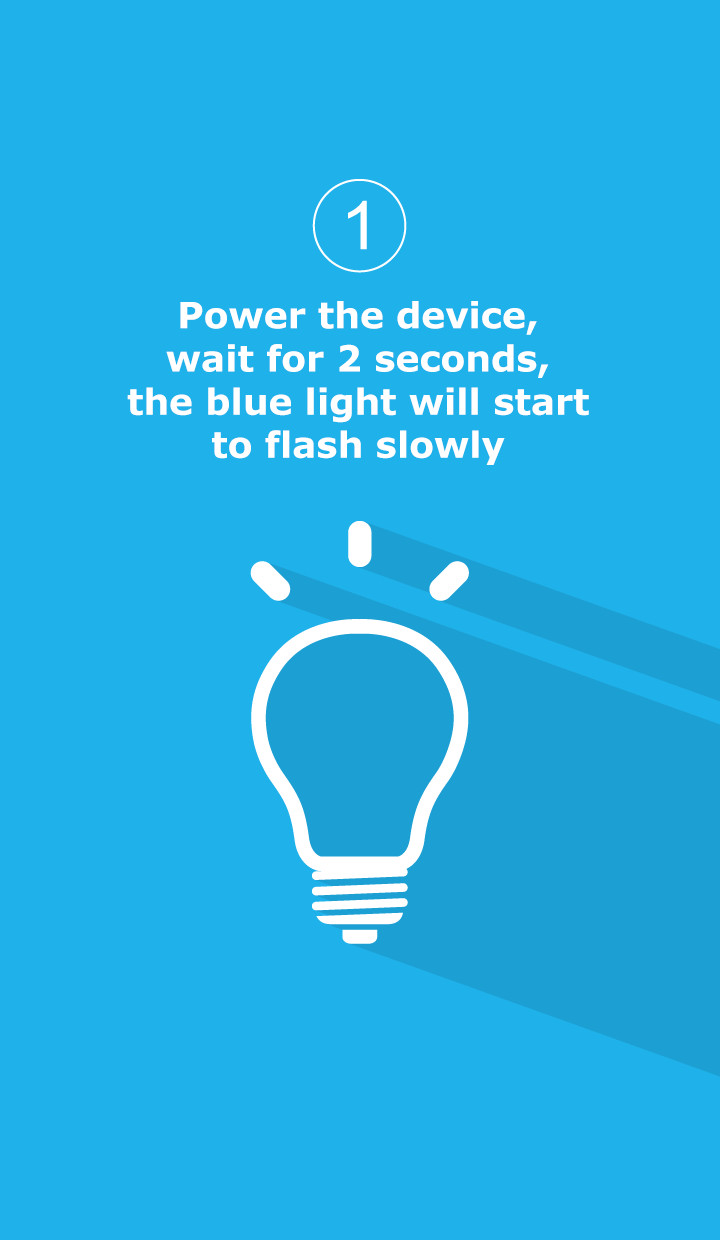 1
Power the device,
wait for 2 seconds,
the blue light will start
to flash slowly